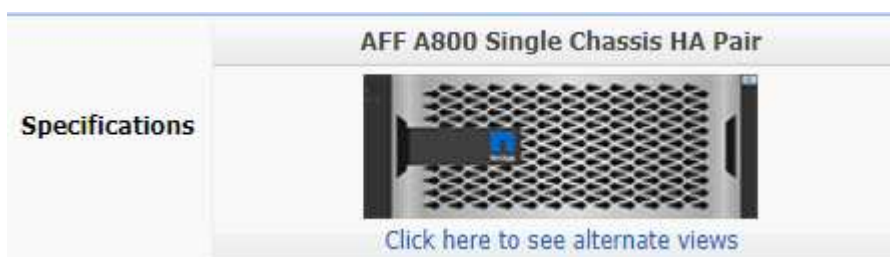 AFF A800 Single Chassis HA Pair
Specifications
Click here to see alternate views